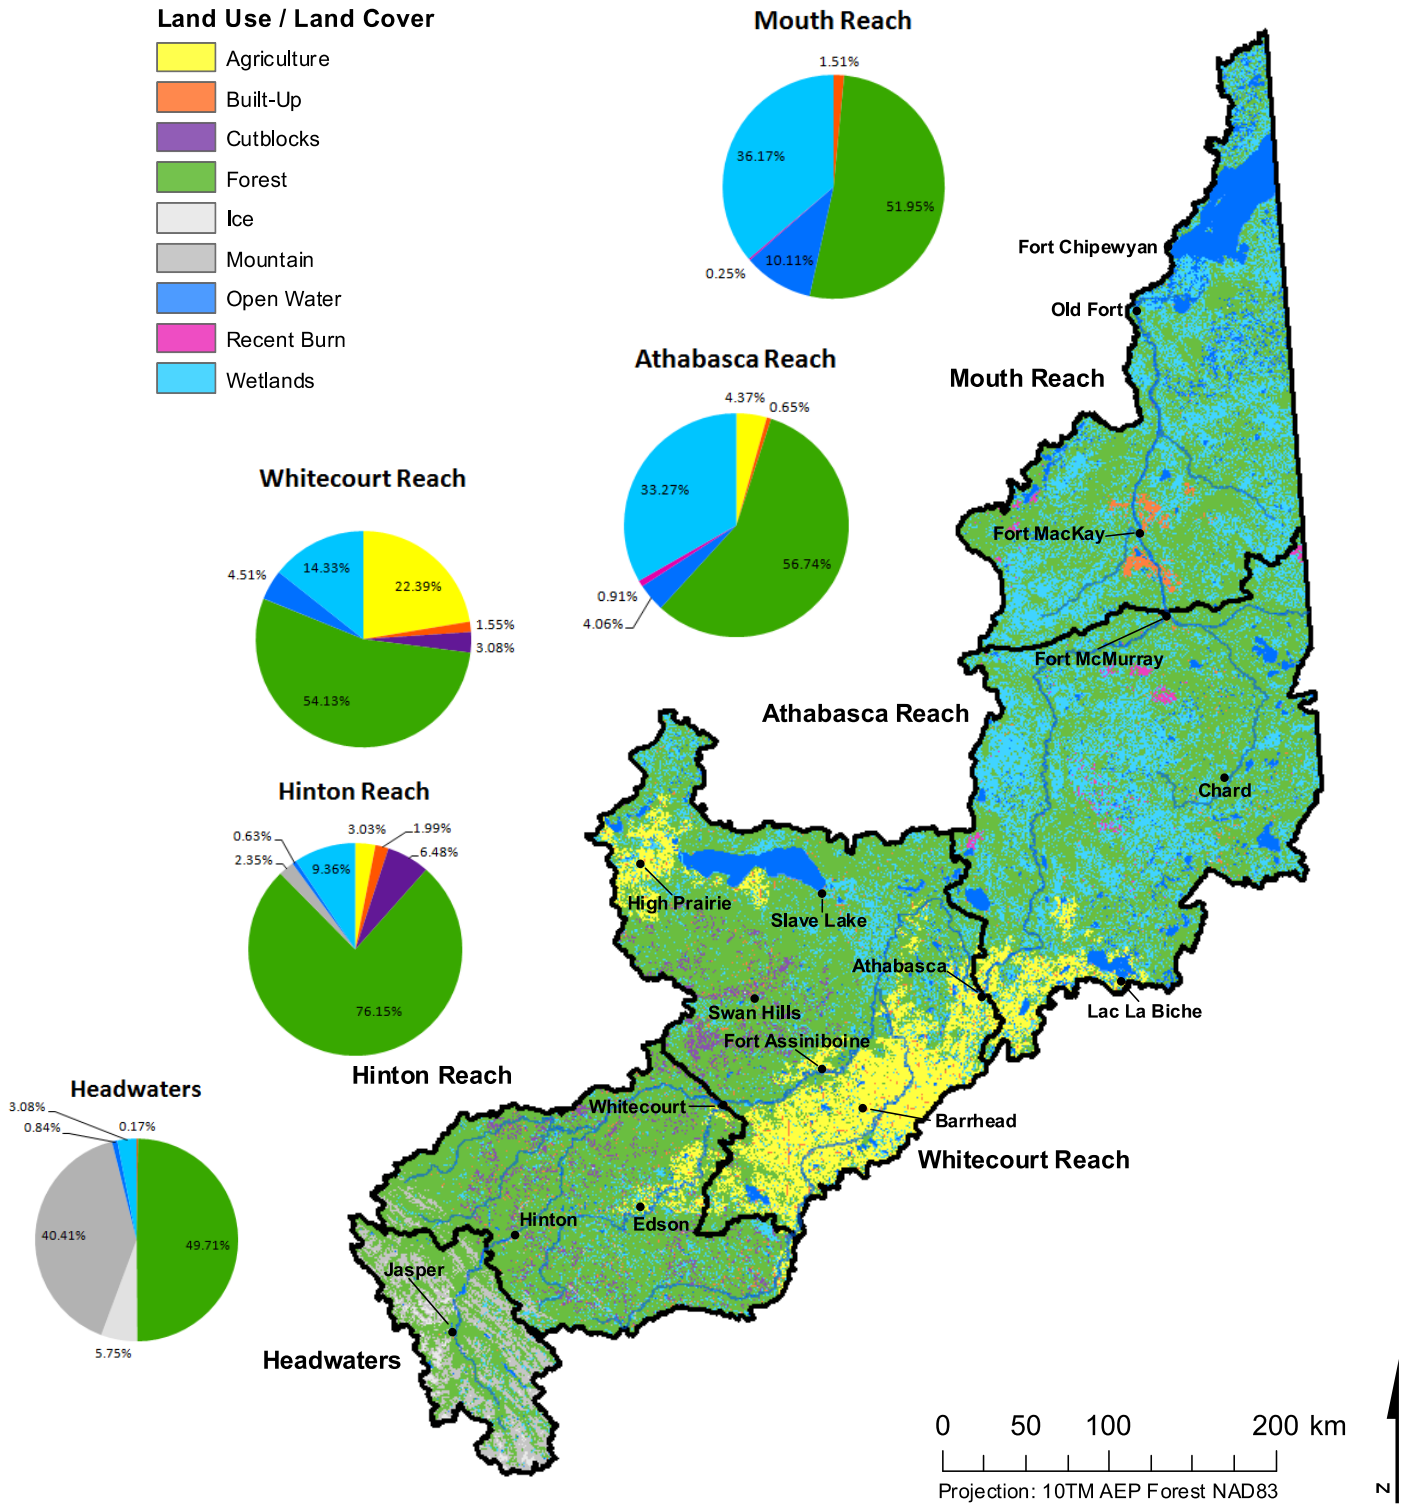 Land Use / Land Cover
Agriculture
Built-Up
Cutblocks
Forest
Ice
Mountain
Open Water
Recent Burn
Wetlands
Mouth Reach
1.51%
36.17%
51.95%
10.11%
0.25%
Athabasca Reach
4.37%
0.65%
33.27%
56.74%
0.91%
4.06%
Whitecourt Reach
14.33%
4.51%
22.39%
1.55%
3.08%
54.13%
Hinton Reach
3.03%
1.99%
0.63%
6.48%
2.35%
9.36%
76.15%
Headwaters
3.08%
0.84%
0.17%
40.41%
49.71%
5.75%
Fort Chipewyan
Old Fort
Mouth Reach
Fort MacKay
Fort McMurray
Athabasca Reach
Chard
High Prairie
Slave Lake
Athabasca
Swan Hills
Lac La Biche
Fort Assiniboine
Hinton Reach
Whitecourt
Barrhead
Whitecourt Reach
Hinton
Edson
Jasper
Headwaters
0 50 100 200 km
Projection: 10TM AEP Forest NAD83
N